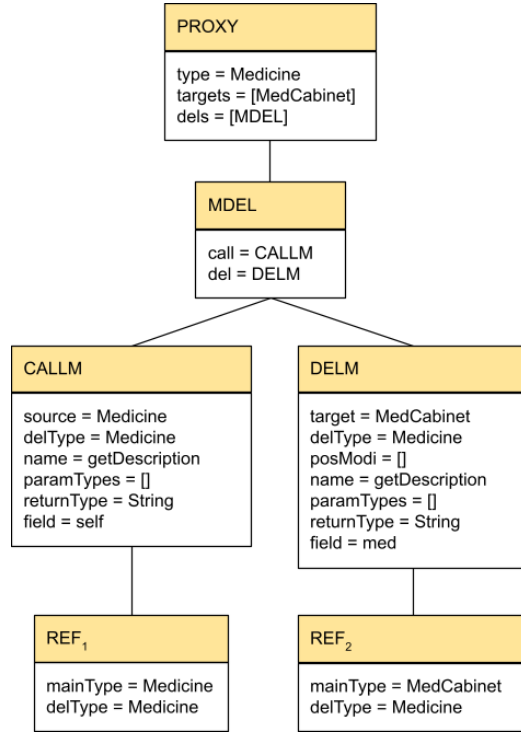 PROXY
type = Medicine
targets = [MedCabinet]
dels = [MDEL]
MDEL
call = CALLM
del = DELM
CALLM
source = Medicine
delType = Medicine
name = getDescription
paramTypes = []
returnType = String
field = self
DELM
target = MedCabinet
delType = Medicine
posModi = []
name = getDescription
paramTypes = []
returnType = String
field = med
REF₁
mainType = Medicine
delType = Medicine
REF₂
mainType = MedCabinet
delType = Medicine